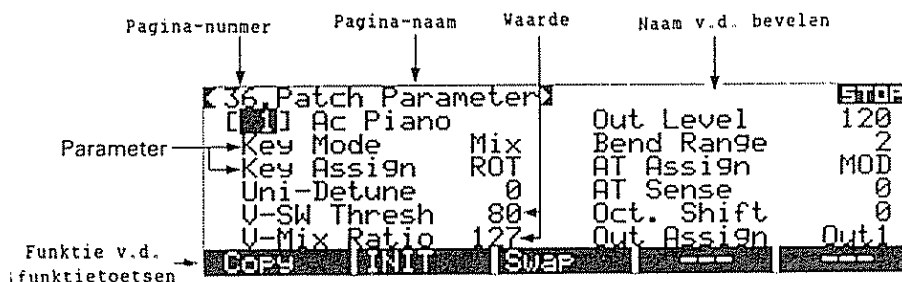 Pagina-nummer Pagina-naam Waarde Naam v.d. bevelen
36.Patch Parameter STOP
[ 1] Ac Piano Out Level 120
Parameter Key Mode Mix Bend Range 2
Key Assign ROT AT Assign MOD
Uni-Detune 0 AT Sense 0
V-SW Thresh 80 Oct. Shift 0
V-Mix Ratio 127 Out Assign Out1
Funktie v.d. funktietoetsen Copy INIT Swap --- ---